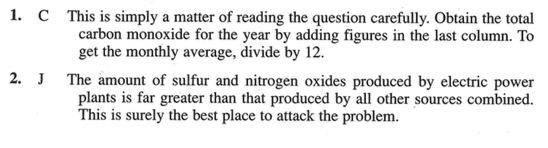 1. C This is simply a matter of reading the question carefully. Obtain the total
carbon monoxide for the year by adding figures in the last column. To
get the monthly average, divide by 12.
2. J The amount of sulfur and nitrogen oxides produced by electric power
plants is far greater than that produced by all other sources combined.
This is surely the best place to attack the problem.